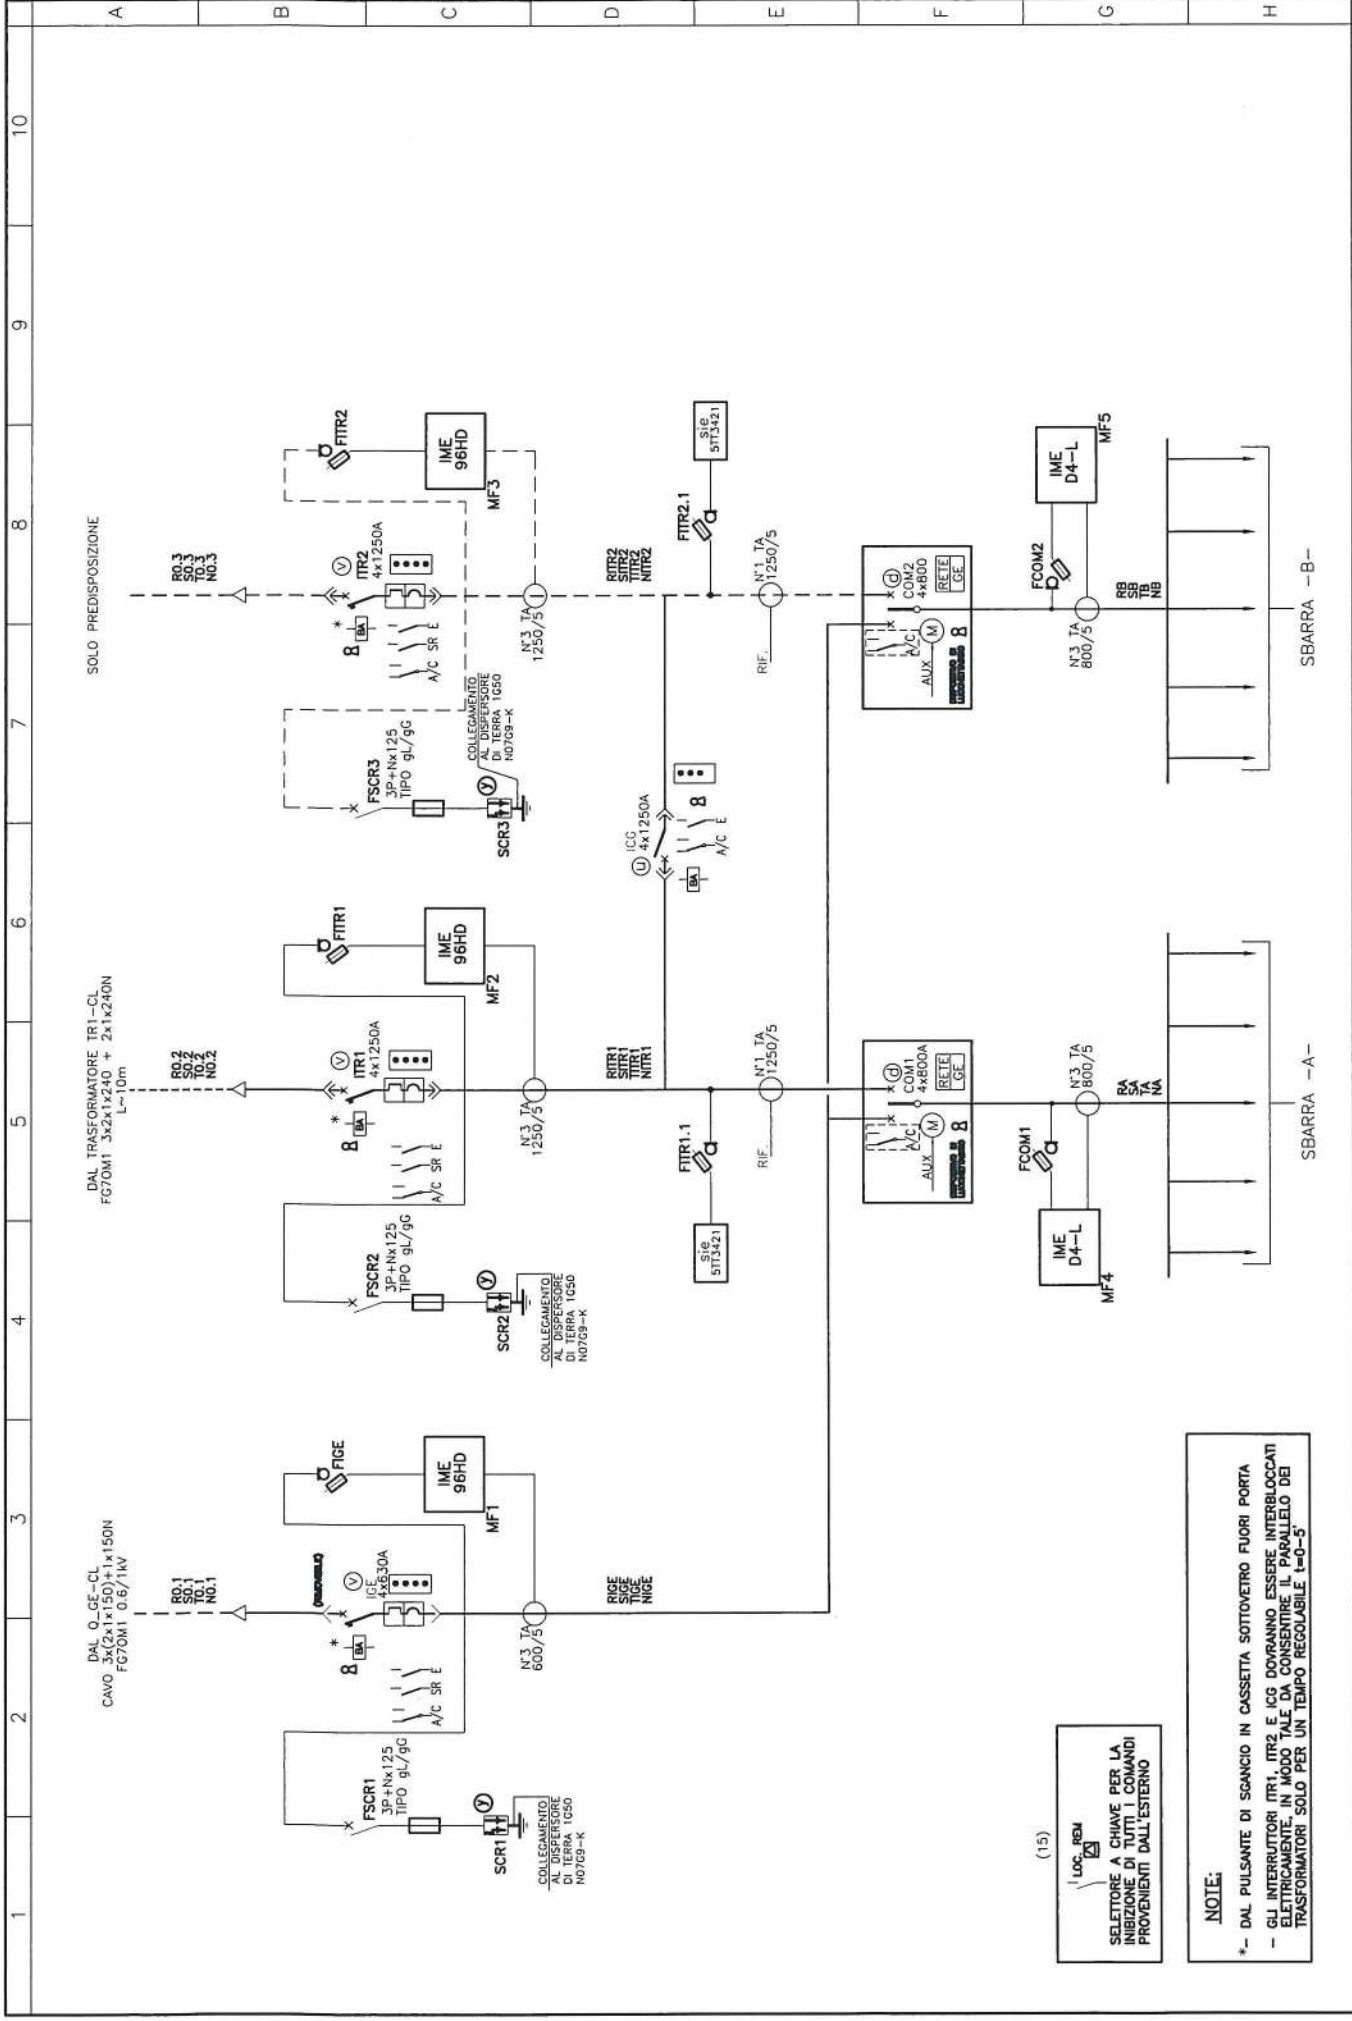 1
2
3
4
5
6
7
8
9
10
A
B
C
D
E
F
G
H
DAL Q_GE-CL
CAVO 3x(2x1x150)+1x150N
FG7OM1 0.6/1kV
R0.1
S0.1
T0.1
N0.1
DAL TRASFORMATORE TR1-CL
FG7OM1 3x2x1x240 + 2x1x240N
L~10m
R0.2
S0.2
T0.2
N0.2
SOLO PREDISPOSIZIONE
R0.3
S0.3
T0.3
N0.3
FSCR1
3P+Nx125
TIPO gL/gG
SCR1
y
COLLEGAMENTO
AL DISPERSORE
DI TERRA 1G50
N07G9-K
*
BA
V
IGE
4x630A
A/C SR E
FIGE
IME
96HD
MF1
N°3 TA
600/5
RIGE
SIGE
TIGE
NIGE
FSCR2
3P+Nx125
TIPO gL/gG
SCR2
y
COLLEGAMENTO
AL DISPERSORE
DI TERRA 1G50
N07G9-K
*
BA
V
ITR1
4x1250A
A/C SR E
FITR1
IME
96HD
MF2
N°3 TA
1250/5
RITR1
SITR1
TITR1
NITR1
FSCR3
3P+Nx125
TIPO gL/gG
SCR3
y
COLLEGAMENTO
AL DISPERSORE
DI TERRA 1G50
N07G9-K
*
BA
V
ITR2
4x1250A
A/C SR E
FITR2
IME
96HD
MF3
N°3 TA
1250/5
RITR2
SITR2
TITR2
NITR2
U
ICG
4x1250A
BA
A/C E
sie
5TT3421
FITR1.1
RIF.
N°1 TA
1250/5
sie
5TT3421
FITR2.1
RIF.
N°1 TA
1250/5
d
COM1
4x800A
RETE
GE
A/C
M
AUX
d
COM2
4x800
RETE
GE
A/C
M
AUX
IME
D4-L
MF4
FCOM1
N°3 TA
800/5
RA
SA
TA
NA
SBARRA -A-
IME
D4-L
MF5
FCOM2
N°3 TA
800/5
RB
SB
TB
NB
SBARRA -B-
(15)
LOC. REM
SELETTORE A CHIAVE PER LA
INIBIZIONE DI TUTTI I COMANDI
PROVENIENTI DALL'ESTERNO
NOTE:
*- DAL PULSANTE DI SGANCIO IN CASSETTA SOTTOVETRO FUORI PORTA
- GLI INTERRUTTORI ITR1, ITR2 E ICG DOVRANNO ESSERE INTERBLOCCATI
ELETTRICAMENTE, IN MODO TALE DA CONSENTIRE IL PARALLELO DEI
TRASFORMATORI SOLO PER UN TEMPO REGOLABILE t=0-5'